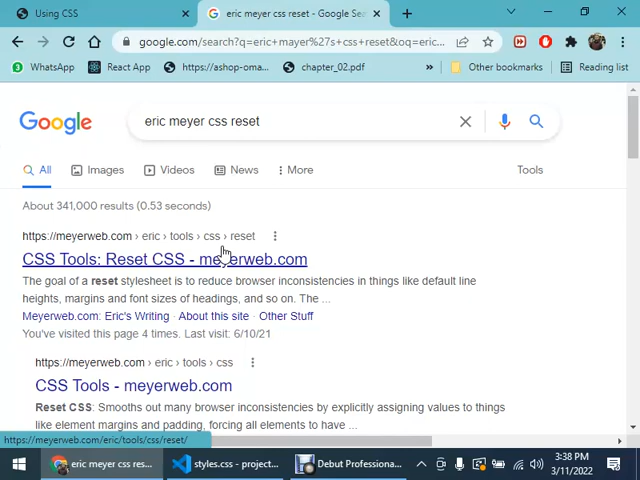 Using CSS
eric meyer css reset - Google Sea
google.com/search?q=eric+mayer%27s+css+reset&oq=eric...
WhatsApp
React App
https://ashop-oma...
chapter_02.pdf
»
Other bookmarks
Reading list
Google
eric meyer css reset
All
Images
Videos
News
More
Tools
About 341,000 results (0.53 seconds)
https://meyerweb.com › eric › tools › css › reset
CSS Tools: Reset CSS - meyerweb.com
The goal of a reset stylesheet is to reduce browser inconsistencies in things like default line
heights, margins and font sizes of headings, and so on. The ...
Meyerweb.com: Eric's Writing · About this site · Other Stuff
You've visited this page 4 times. Last visit: 6/10/21
https://meyerweb.com › eric › tools › css
CSS Tools - meyerweb.com
Reset CSS: Smooths out many browser inconsistencies by explicitly assigning values to things
like element margins and padding, forcing all elements to have ...
https://meyerweb.com/eric/tools/css/reset/
eric meyer css res...
styles.css - project...
Debut Professiona...
3:38 PM
3/11/2022